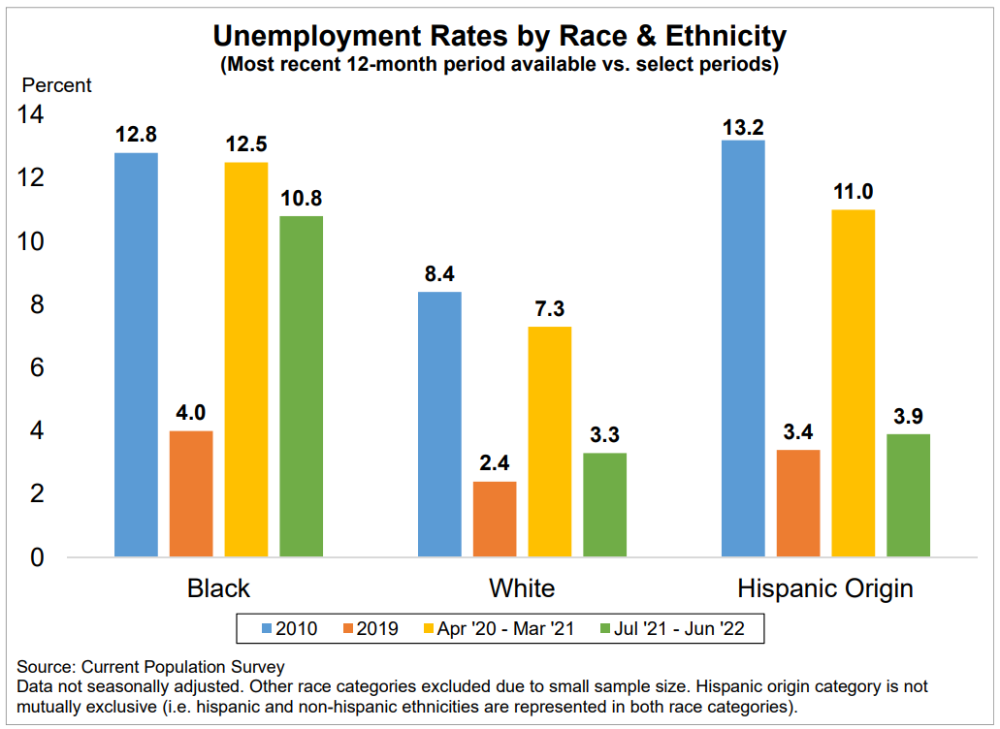 Unemployment Rates by Race & Ethnicity
(Most recent 12-month period available vs. select periods)
Percent
14
12
10
8
6
4
2
0
12.8
4.0
12.5
10.8
8.4
2.4
7.3
3.3
13.2
3.4
11.0
3.9
Black
White
Hispanic Origin
2010 2019 Apr '20 - Mar '21 Jul '21 - Jun '22
Source: Current Population Survey
Data not seasonally adjusted. Other race categories excluded due to small sample size. Hispanic origin category is not
mutually exclusive (i.e. hispanic and non-hispanic ethnicities are represented in both race categories).